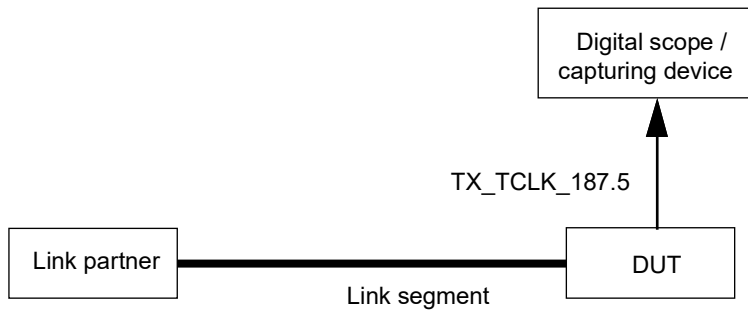 Digital scope /
capturing device
TX_TCLK_187.5
Link partner
DUT
Link segment